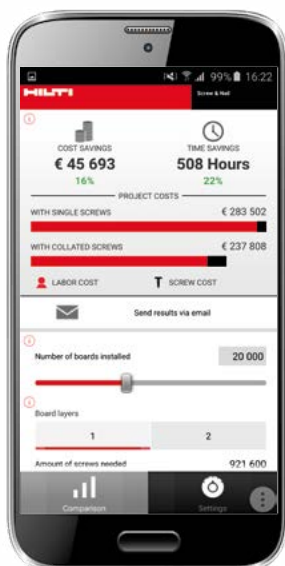 99% 16:22
HILTI
Screw & Nail
COST SAVINGS
€ 45 693
16%
TIME SAVINGS
508 Hours
22%
PROJECT COSTS
WITH SINGLE SCREWS € 283 502
WITH COLLATED SCREWS € 237 808
LABOR COST SCREW COST
Send results via email
Number of boards installed 20 000
Board layers
1 2
Amount of screws needed 921 600
Comparison Settings